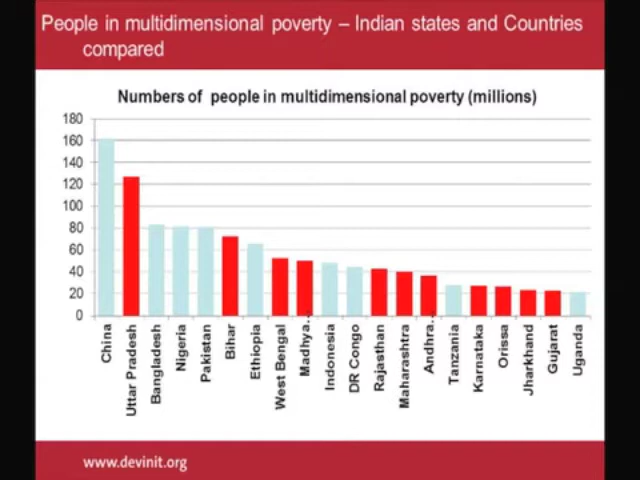 People in multidimensional poverty – Indian states and Countries
compared
Numbers of people in multidimensional poverty (millions)
180
160
140
120
100
80
60
40
20
0
China
Uttar Pradesh
Bangladesh
Nigeria
Pakistan
Bihar
Ethiopia
West Bengal
Madhya..
Indonesia
DR Congo
Rajasthan
Maharashtra
Andhra..
Tanzania
Karnataka
Orissa
Jharkhand
Gujarat
Uganda
www.devinit.org